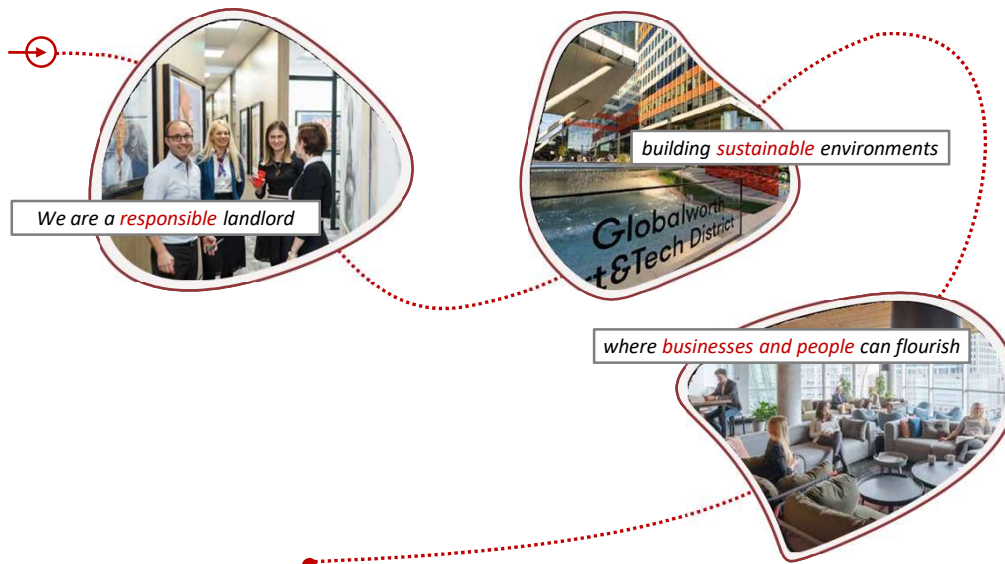 We are a responsible landlord
building sustainable environments
Globalworth
t&Tech District
where businesses and people can flourish